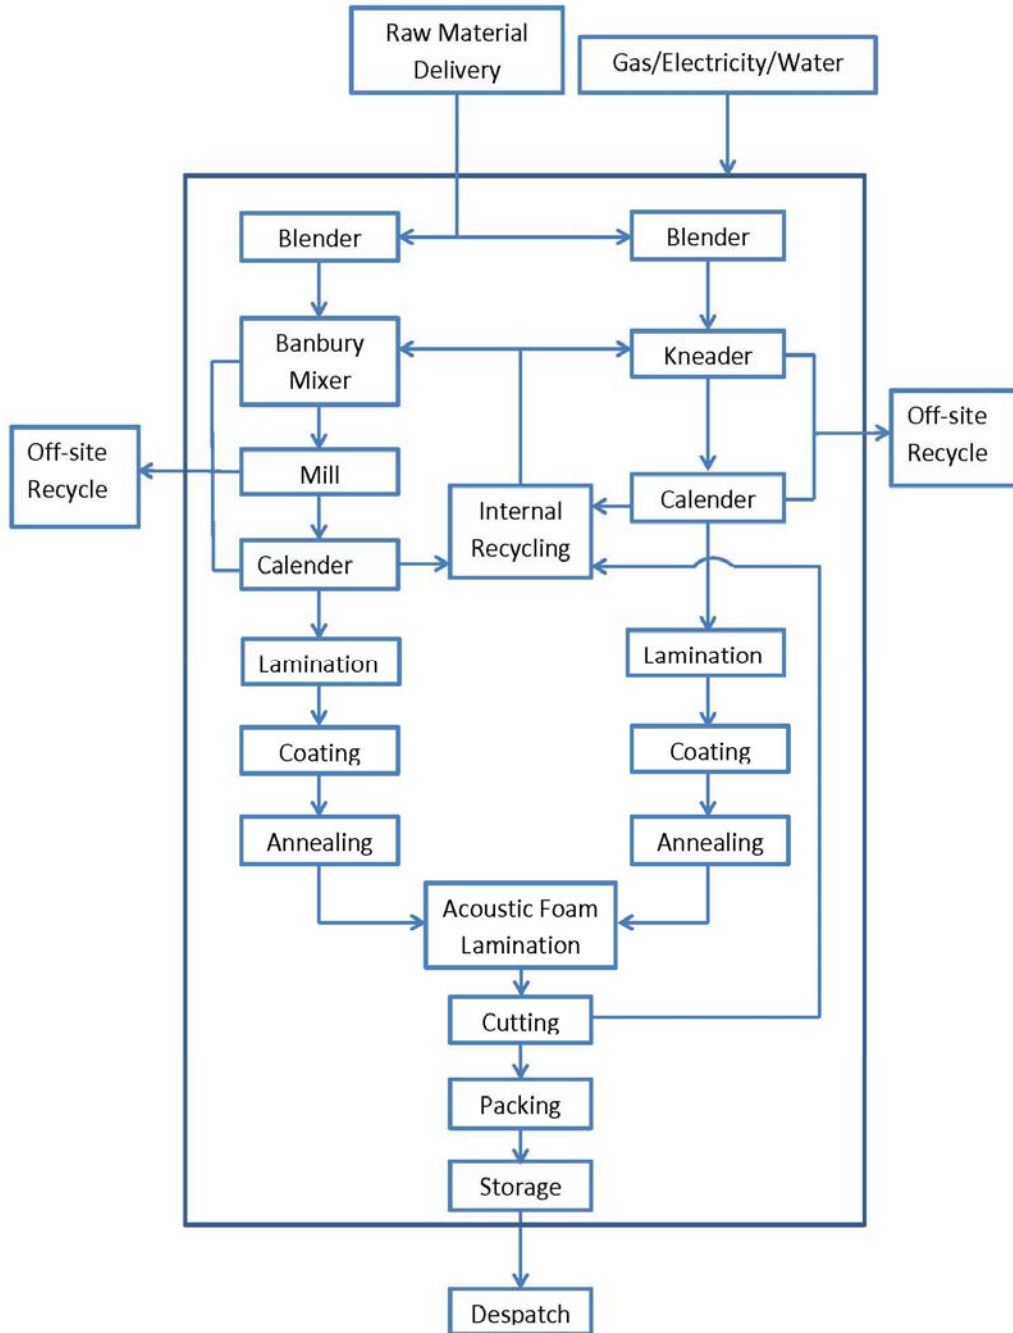 Raw Material
Delivery
Gas/Electricity/Water
Blender
Blender
Banbury
Mixer
Kneader
Off-site
Recycle
Off-site
Recycle
Mill
Internal
Recycling
Calender
Calender
Lamination
Lamination
Coating
Coating
Annealing
Annealing
Acoustic Foam
Lamination
Cutting
Packing
Storage
Despatch